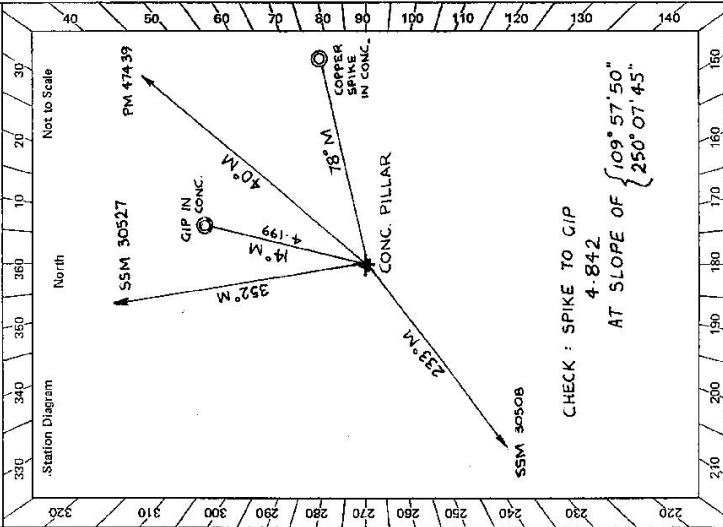 330 340 350 360 10 20 30
Station Diagram
North
Not to Scale
40
50
60
70
80
90
100
110
120
130
140
320
310
300
290
280
270
260
250
240
230
220
210 200 190 180 170 160 150
SSM 30527
PM 47439
GIP IN
CONC.
352°M
14°M
4·199
40°M
78°M
COPPER
SPIKE
IN CONC.
CONC. PILLAR
233°M
SSM 30508
CHECK : SPIKE TO GIP
4·842
AT SLOPE OF { 109° 57' 50"
250° 07' 45"